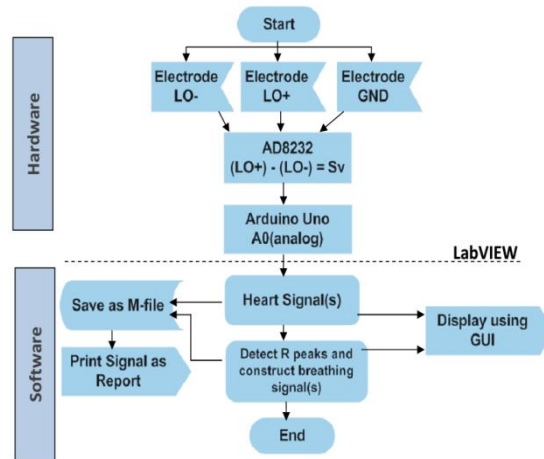 Start
Hardware
Electrode
LO-
Electrode
LO+
Electrode
GND
AD8232
(LO+) - (LO-) = Sv
Arduino Uno
A0(analog)
LabVIEW
Software
Save as M-file
Heart Signal(s)
Display using
GUI
Print Signal as
Report
Detect R peaks and
construct breathing
signal(s)
End